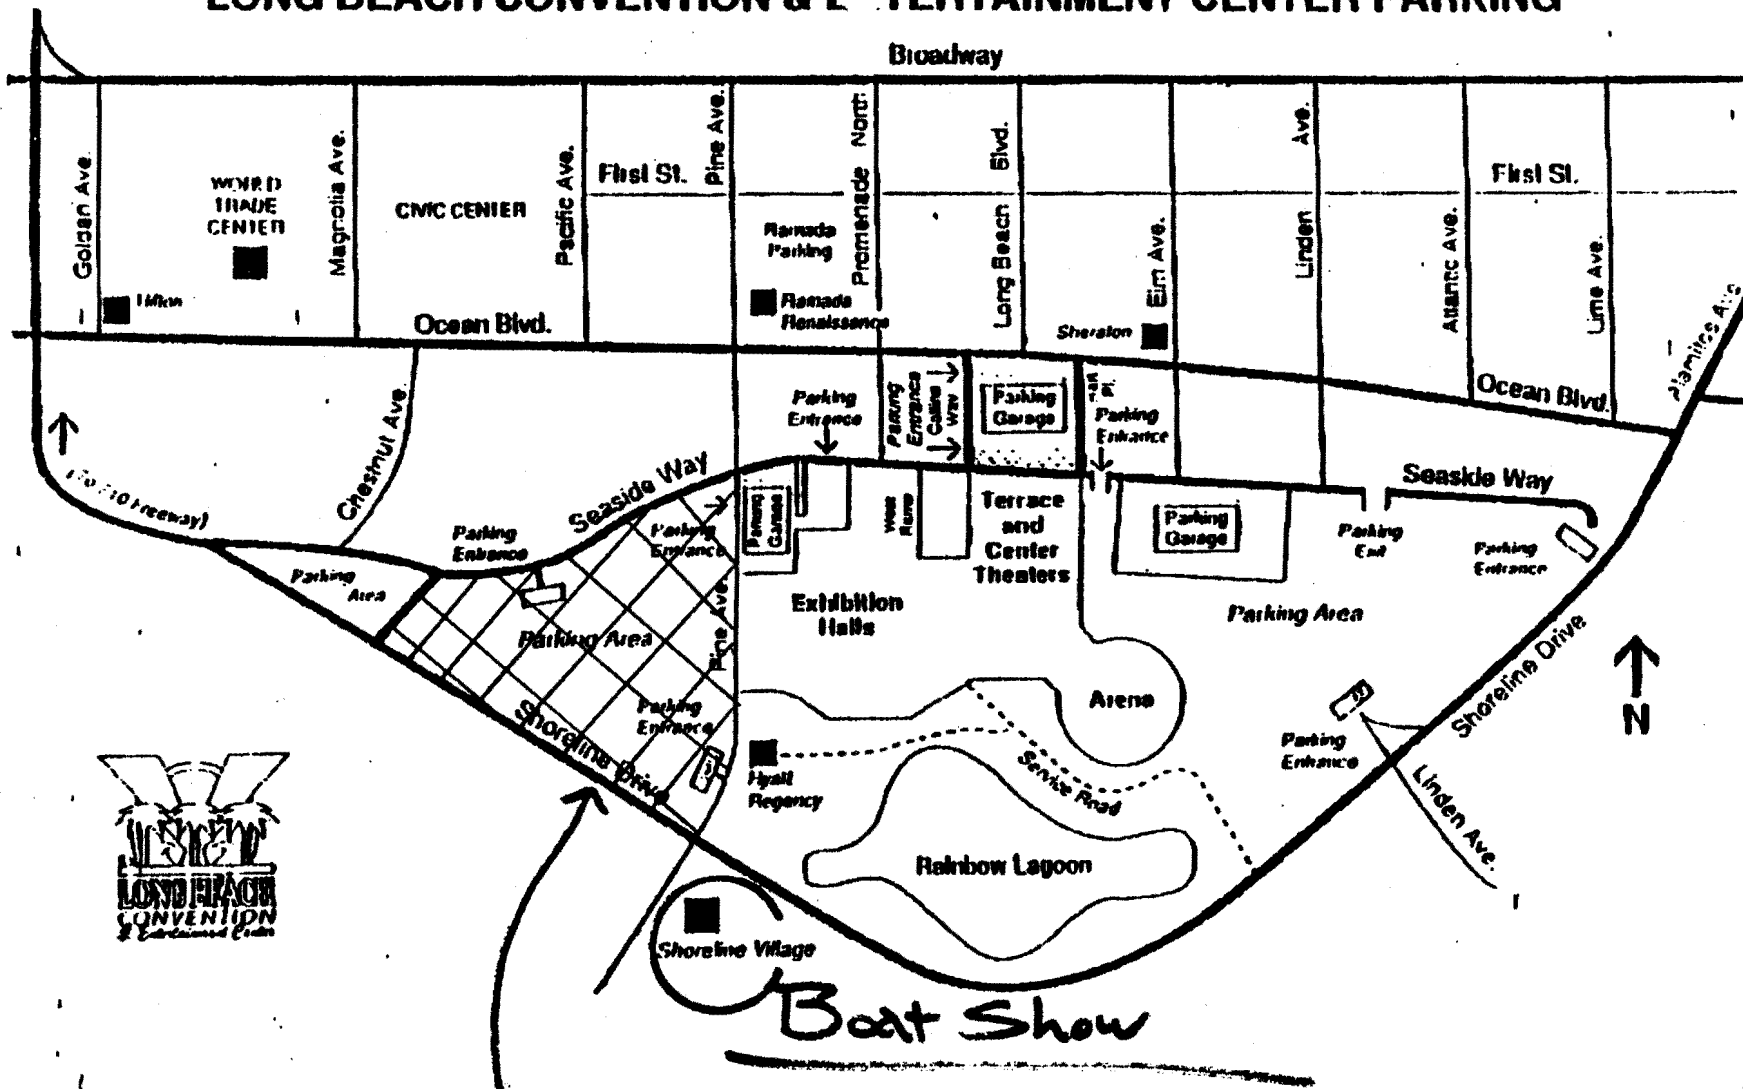 LONG BEACH CONVENTION & E TERTAINMENT CENTER PARKING
Broadway
Golden Ave.
WORLD
TRADE
CENTER
Hilton
Magnolia Ave.
CIVIC CENTER
Pacific Ave.
First St.
Pine Ave.
Ramada
Parking
Ramada
Renaissance
Promenade North
Long Beach Blvd.
Elm Ave.
Sheraton
Linden Ave.
Atlantic Ave.
First St.
Lime Ave.
Alamitos Ave.
Ocean Blvd.
Ocean Blvd.
Chestnut Ave.
(To 710 Freeway)
Seaside Way
Parking
Entrance
Parking
Entrance
Collins
Way
Parking
Garage
Parking
Entrance
Seaside Way
Parking
Area
Parking
Entrance
Parking
Entrance
Parking
Garage
West
Terrace
and
Center
Theaters
Parking
Garage
Parking
Exit
Parking
Entrance
Parking Area
Pine Ave.
Exhibition
Halls
Parking Area
Arena
Shoreline Drive
N
Parking
Entrance
Shoreline Drive
Hyatt
Regency
Service Road
Parking
Entrance
Linden Ave.
Rainbow Lagoon
LONG BEACH
CONVENTION
& Entertainment Center
Shoreline Village
Boat Show